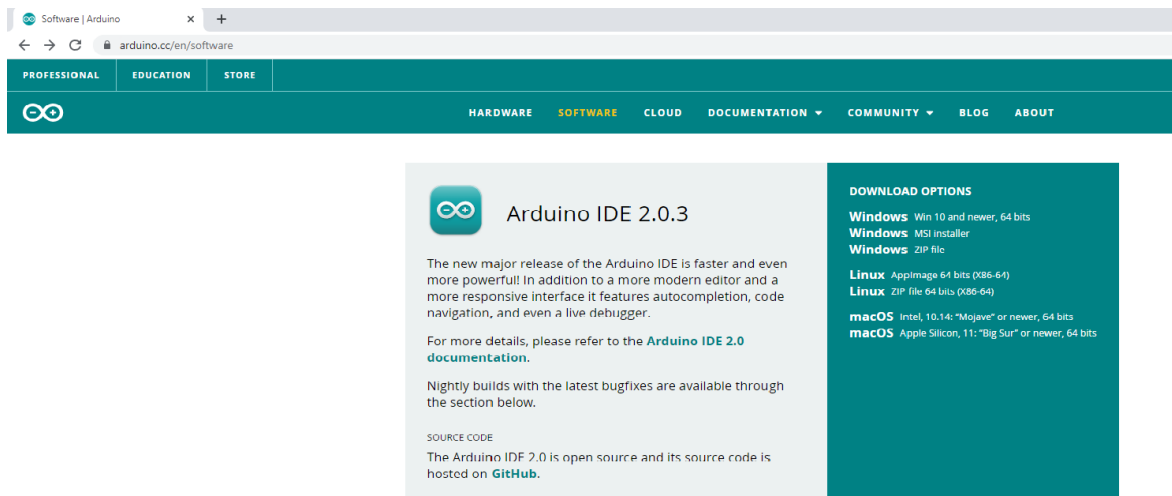 Software | Arduino
arduino.cc/en/software
PROFESSIONAL EDUCATION STORE
HARDWARE SOFTWARE CLOUD DOCUMENTATION COMMUNITY BLOG ABOUT
Arduino IDE 2.0.3
The new major release of the Arduino IDE is faster and even
more powerful! In addition to a more modern editor and a
more responsive interface it features autocompletion, code
navigation, and even a live debugger.
For more details, please refer to the Arduino IDE 2.0
documentation.
Nightly builds with the latest bugfixes are available through
the section below.
SOURCE CODE
The Arduino IDE 2.0 is open source and its source code is
hosted on GitHub.
DOWNLOAD OPTIONS
Windows Win 10 and newer, 64 bits
Windows MSI installer
Windows ZIP file
Linux AppImage 64 bits (X86-64)
Linux ZIP file 64 bits (X86-64)
macOS Intel, 10.14: “Mojave” or newer, 64 bits
macOS Apple Silicon, 11: “Big Sur” or newer, 64 bits